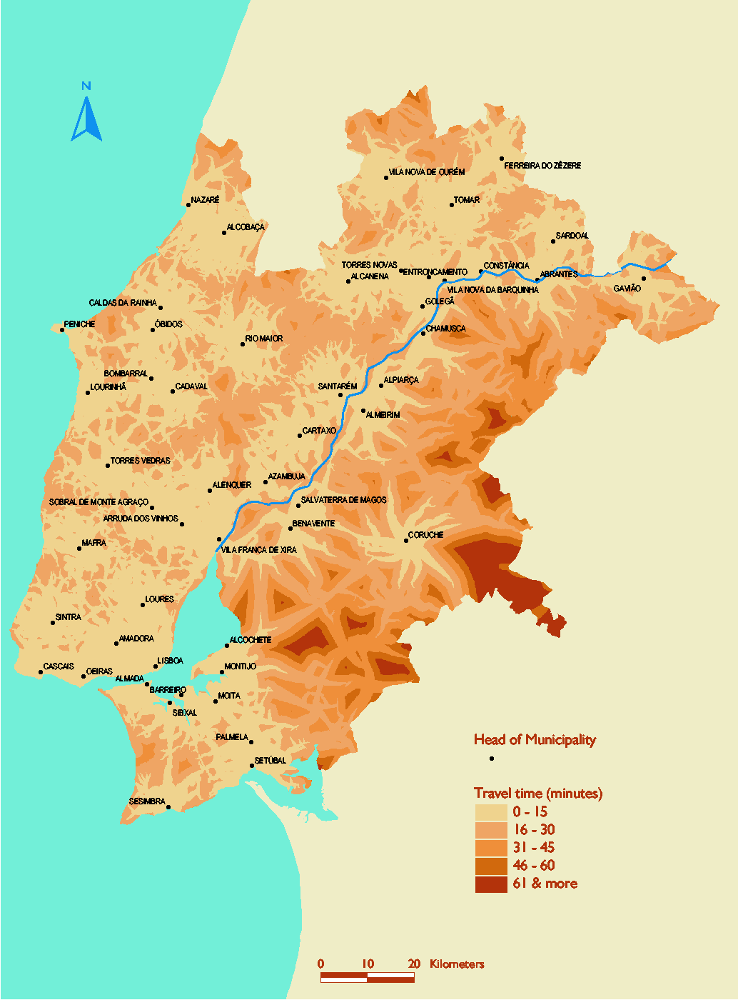 N
FERREIRA DO ZÊZERE
VILA NOVA DE OURÉM
NAZARÉ
TOMAR
ALCOBAÇA
SARDOAL
TORRES NOVAS
CONSTÂNCIA
ENTRONCAMENTO
ALCANENA
ABRANTES
GAVIÃO
VILA NOVA DA BARQUINHA
CALDAS DA RAINHA
GOLEGÃ
PENICHE
ÓBIDOS
CHAMUSCA
RIO MAIOR
BOMBARRAL
ALPIARÇA
LOURINHÃ
CADAVAL
SANTARÉM
ALMEIRIM
CARTAXO
TORRES VEDRAS
AZAMBUJA
ALENQUER
SOBRAL DE MONTE AGRAÇO
SALVATERRA DE MAGOS
ARRUDA DOS VINHOS
BENAVENTE
CORUCHE
MAFRA
VILA FRANCA DE XIRA
LOURES
SINTRA
AMADORA
ALCOCHETE
LISBOA
CASCAIS
OEIRAS
MONTIJO
ALMADA
BARREIRO
MOITA
SEIXAL
PALMELA
SETÚBAL
SESIMBRA
Head of Municipality
Travel time (minutes)
0 - 15
16 - 30
31 - 45
46 - 60
61 & more
0 10 20 Kilometers